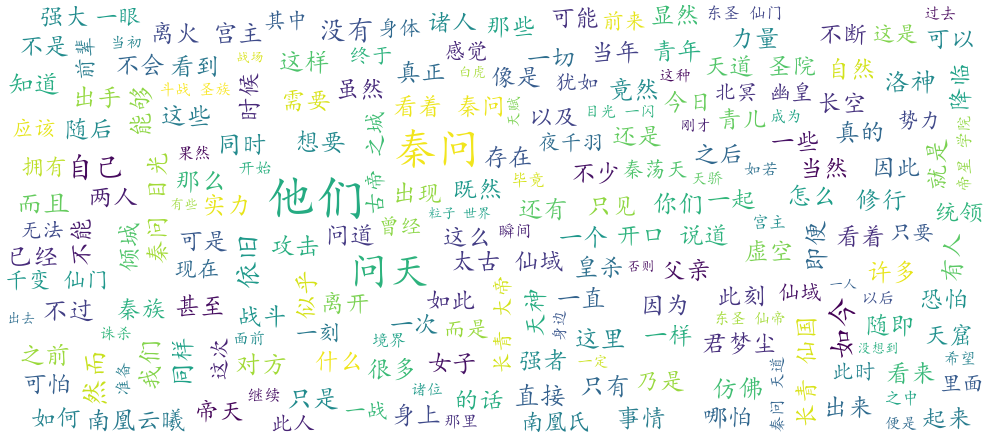 强大 一眼
不是
前辈
当初
离火 宫主
其中
没有
身体
诸人
那些
可能
前来
显然
东圣 仙门
过去
不会
看到
战场
这样
终于
真正
感觉
白虎
像是
一切
犹如
当年
竟然
青年
这种
力量
天道 圣院
不断
这是
自然
可以
洛神
降临
知道
出手
能够
斗战 圣族
这些
时候
需要
虽然
看着 秦问
天赋
以及
目光 一闪
今日
刚才
北冥 幽皇
青儿
成为
长空
真的
势力
应该
随后
同时
想要
之城
秦问
存在
夜千羽
还是
之后
一些
就是
学院
帝星
拥有
自己
目光
果然
那么
开始
不少
秦荡天
天骄
如若
当然
因此
而且
两人
有些
实力
他们
古帝
出现
既然
毕竟
还有
只见
你们
一起
怎么
修行
统领
无法
已经
不能
倾城
秦问
可是
现在
依旧
攻击
问道
曾经
粒子 世界
这么
瞬间
一个
开口
说道
宫主
虚空
即便
看着
只要
有人
千变 仙门
问天
太古 仙域
皇杀
否则
父亲
许多
出去
不过
秦族
甚至
战斗
似乎
离开
如此
长青 大帝
天神
一直
身边
因为
此刻
仙域
一人
以后
恐怕
诛杀
面前
一刻
境界
一次
而是
这里
一样
君梦尘
东圣 仙帝
长青 仙国
如今
随即
没想到
天窟
之前
然而
准备
我们
同样
这次
对方
什么
很多
女子
强者
一定
乃是
仿佛
秦问 天道
此时
看来
希望
里面
可怕
如何
南凰云曦
帝天
继续
此人
只是
一战
诸位
身上
那里
的话
直接
南凰氏
只有
事情
哪怕
出来
之中
便是
起来